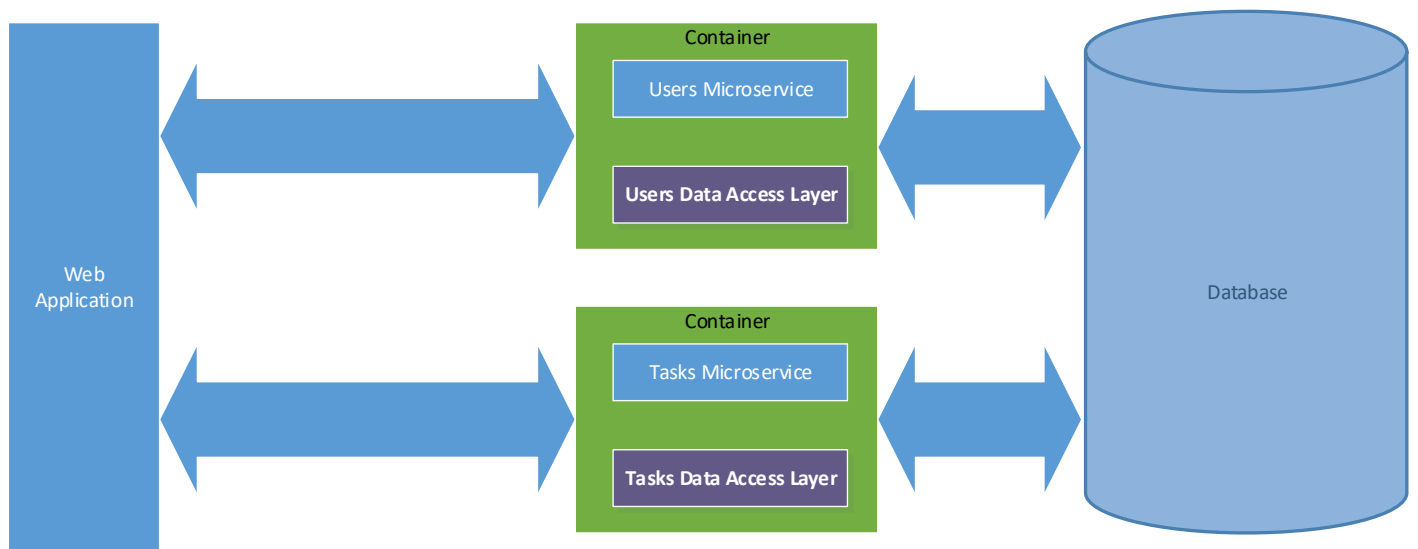 Web
Application
Container
Users Microservice
Users Data Access Layer
Container
Tasks Microservice
Tasks Data Access Layer
Database